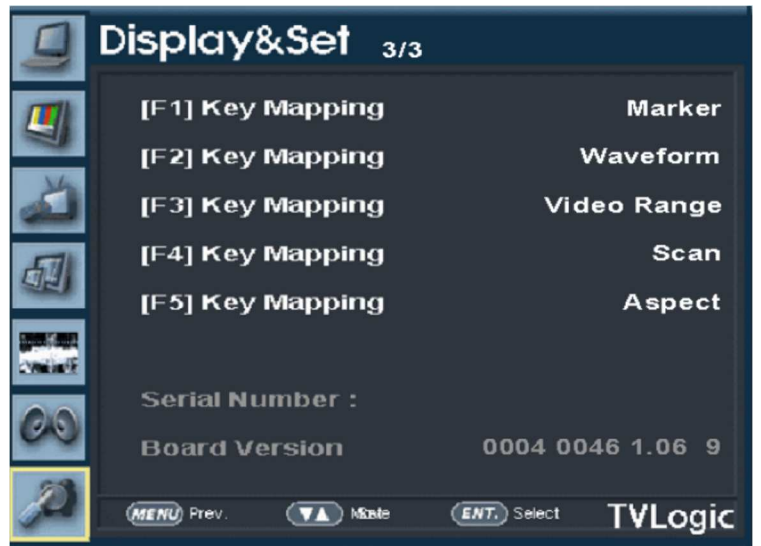 Display&Set 3/3
[F1] Key Mapping Marker
[F2] Key Mapping Waveform
[F3] Key Mapping Video Range
[F4] Key Mapping Scan
[F5] Key Mapping Aspect
Serial Number :
Board Version 0004 0046 1.06 9
MENU Prev. ▼▲ ENT. Select TVLogic